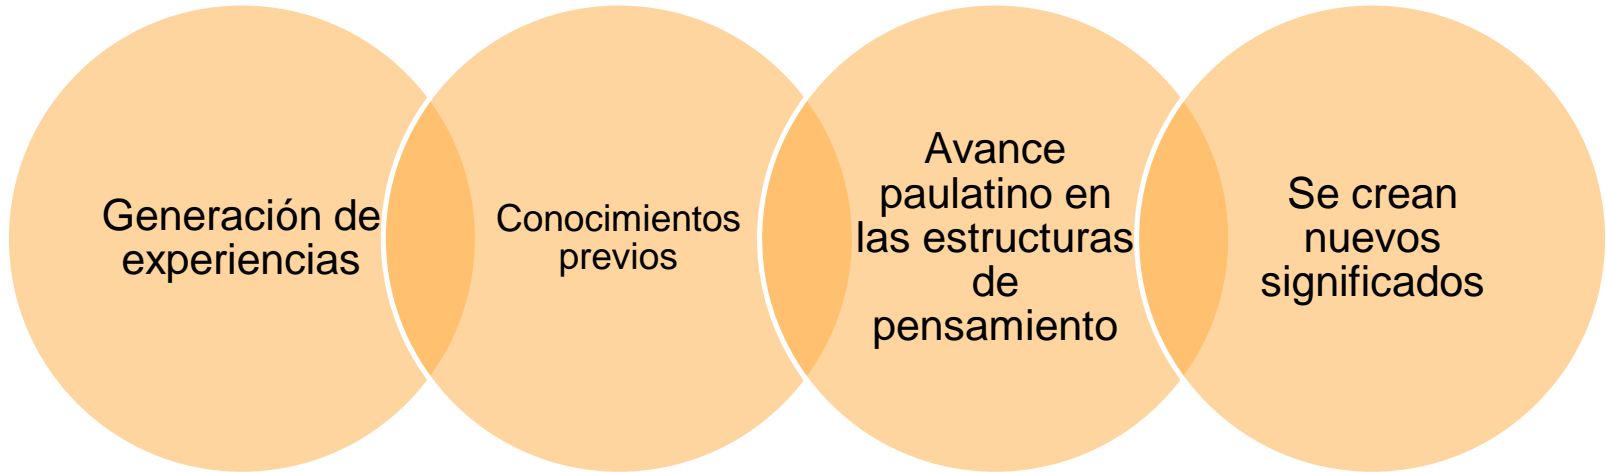 Generación de
experiencias
Conocimientos
previos
Avance
paulatino en
las estructuras
de
pensamiento
Se crean
nuevos
significados